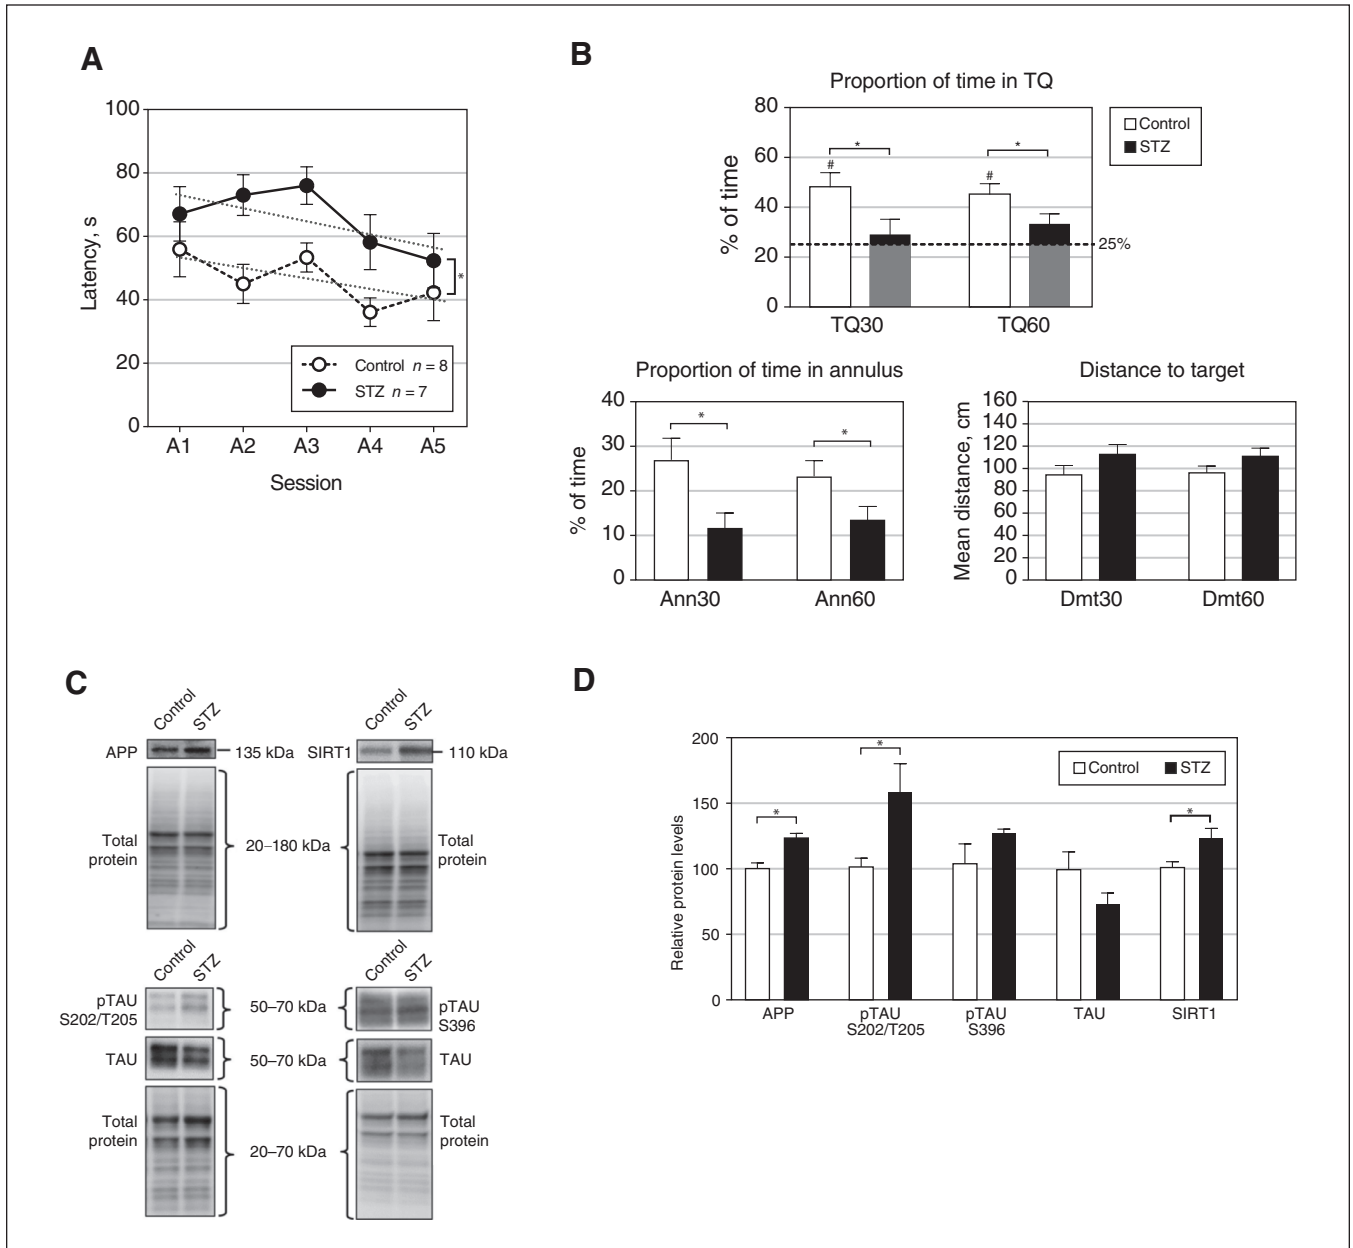 A
100
80
60
40
20
0
Latency, s
A1 A2 A3 A4 A5
Session
Control n = 8
STZ n = 7
*
B
Proportion of time in TQ
80
60
40
20
0
% of time
# * # *
25%
TQ30 TQ60
Control
STZ
Proportion of time in annulus
40
30
20
10
0
% of time
* *
Ann30 Ann60
Distance to target
160
140
120
100
80
60
40
20
0
Mean distance, cm
Dmt30 Dmt60
C
Control STZ Control STZ
APP 135 kDa SIRT1 110 kDa
Total protein 20–180 kDa Total protein
Control STZ Control STZ
pTAU S202/T205 50–70 kDa pTAU S396
TAU 50–70 kDa TAU
Total protein 20–70 kDa Total protein
D
200
150
100
50
0
Relative protein levels
Control STZ
* * *
APP pTAU S202/T205 pTAU S396 TAU SIRT1